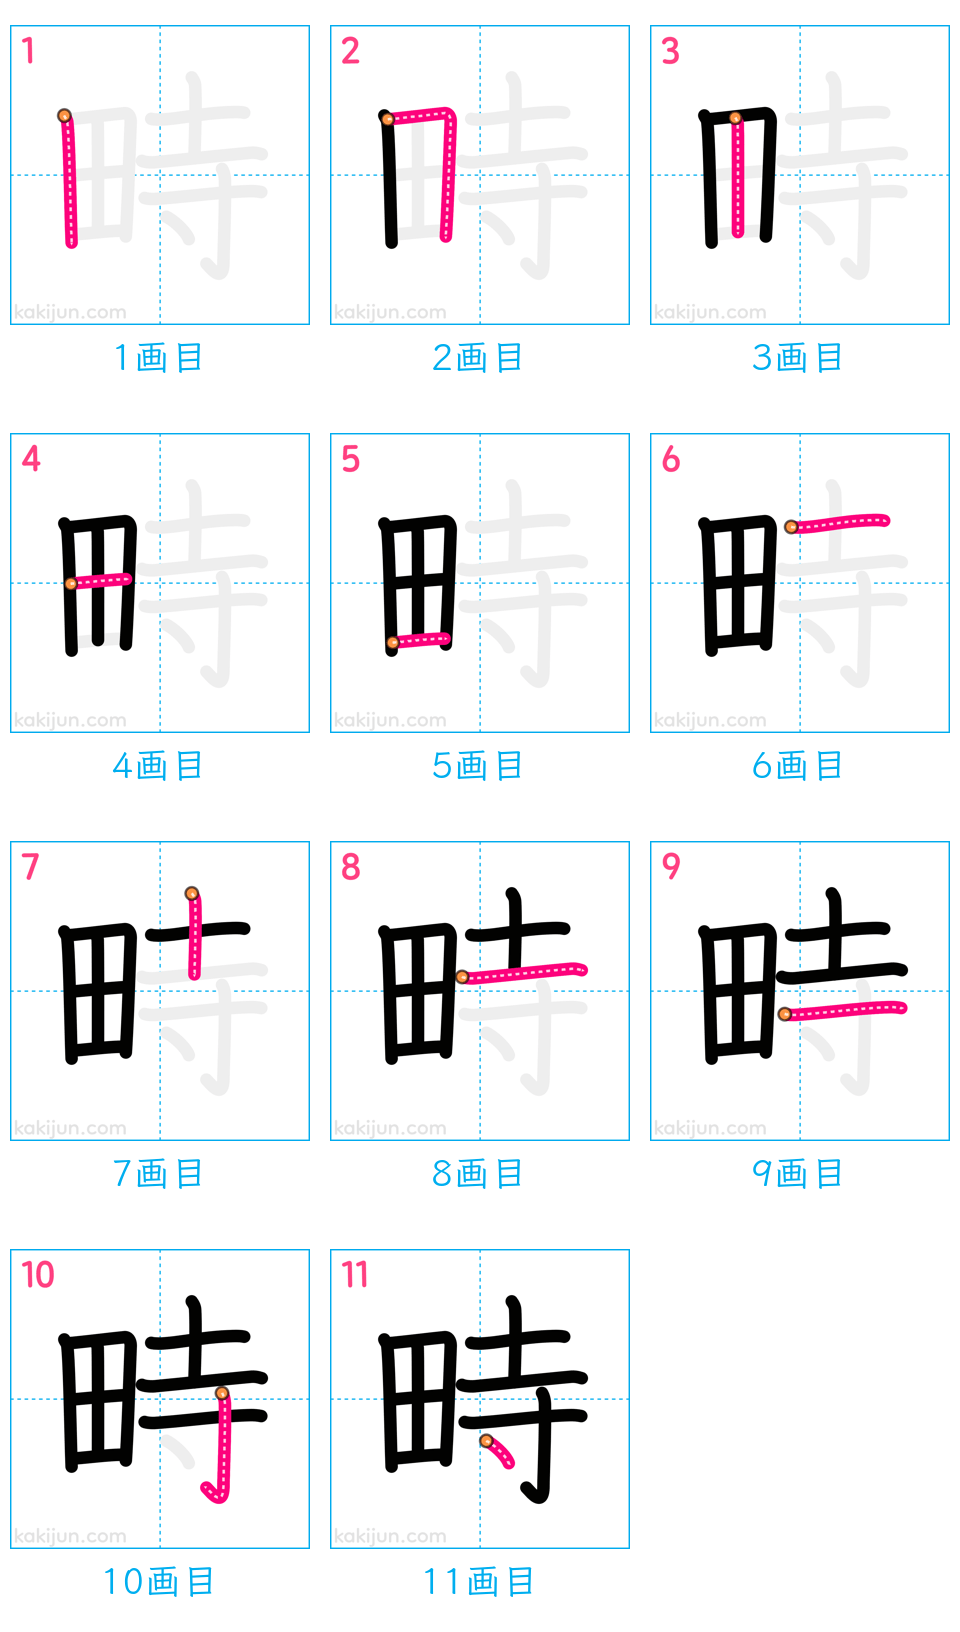 1 2 3
kakijun.com kakijun.com kakijun.com
1画目 2画目 3画目
4 5 6
kakijun.com kakijun.com kakijun.com
4画目 5画目 6画目
7 8 9
kakijun.com kakijun.com kakijun.com
7画目 8画目 9画目
10 11
畤 畤
kakijun.com kakijun.com
10画目 11画目